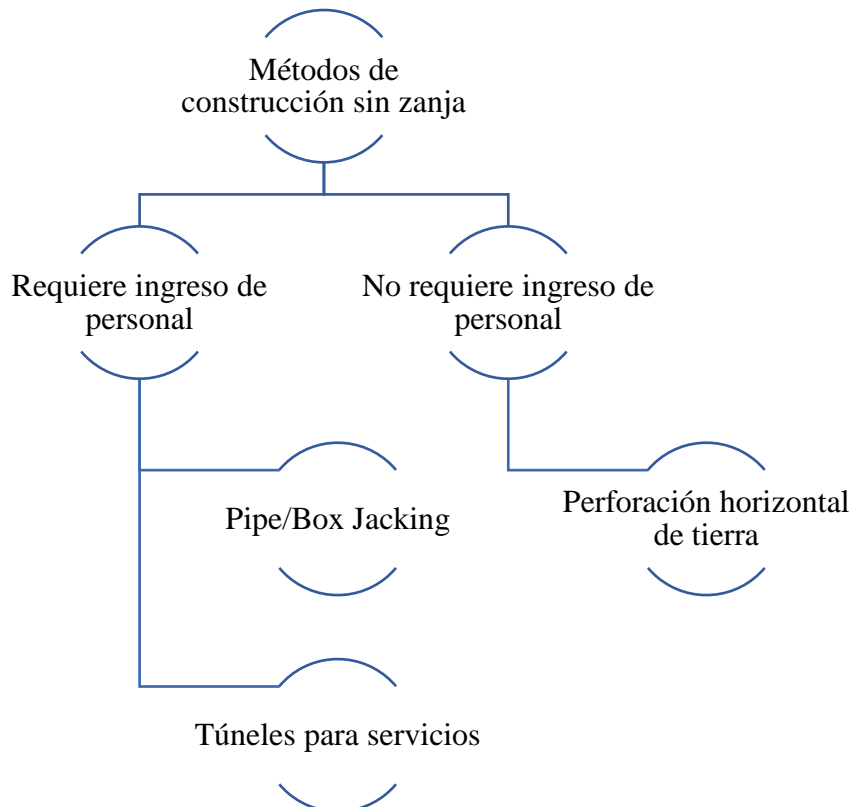 Métodos de
construcción sin zanja
Requiere ingreso de
personal
No requiere ingreso de
personal
Pipe/Box Jacking
Perforación horizontal
de tierra
Túneles para servicios